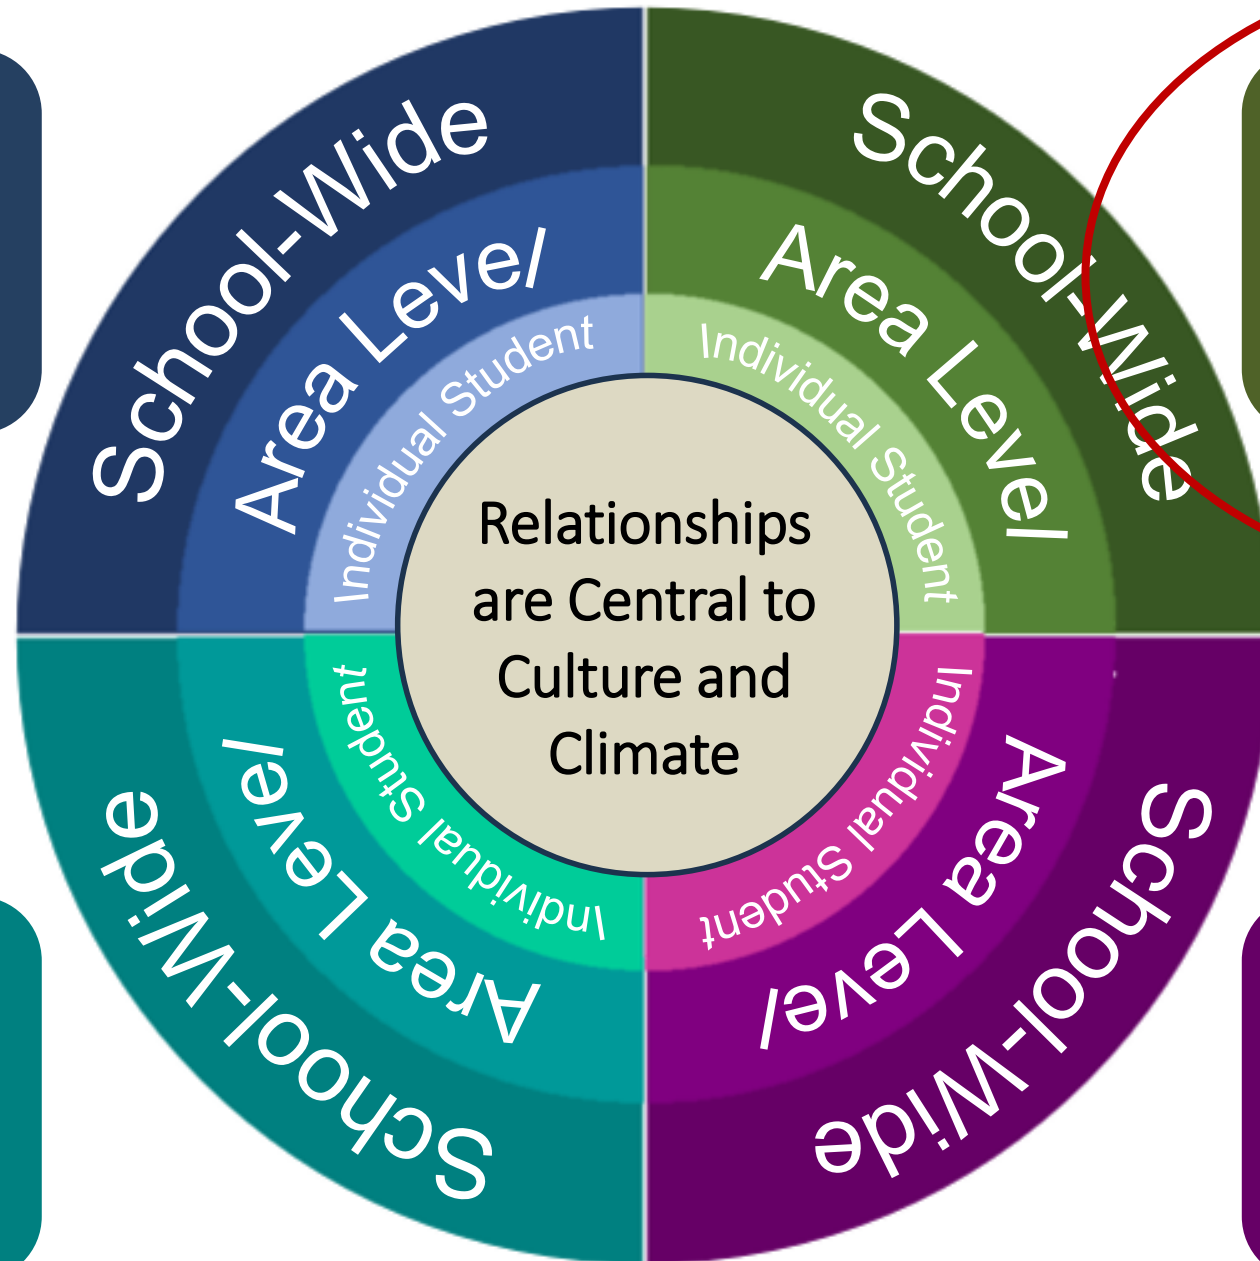 School-Wide
Area Level
Individual Student
School-Wide
Area Level
Individual Student
Relationships
are Central to
Culture and
Climate
Individual Student
Area Level
School-Wide
Individual Student
Area Level
School-Wide